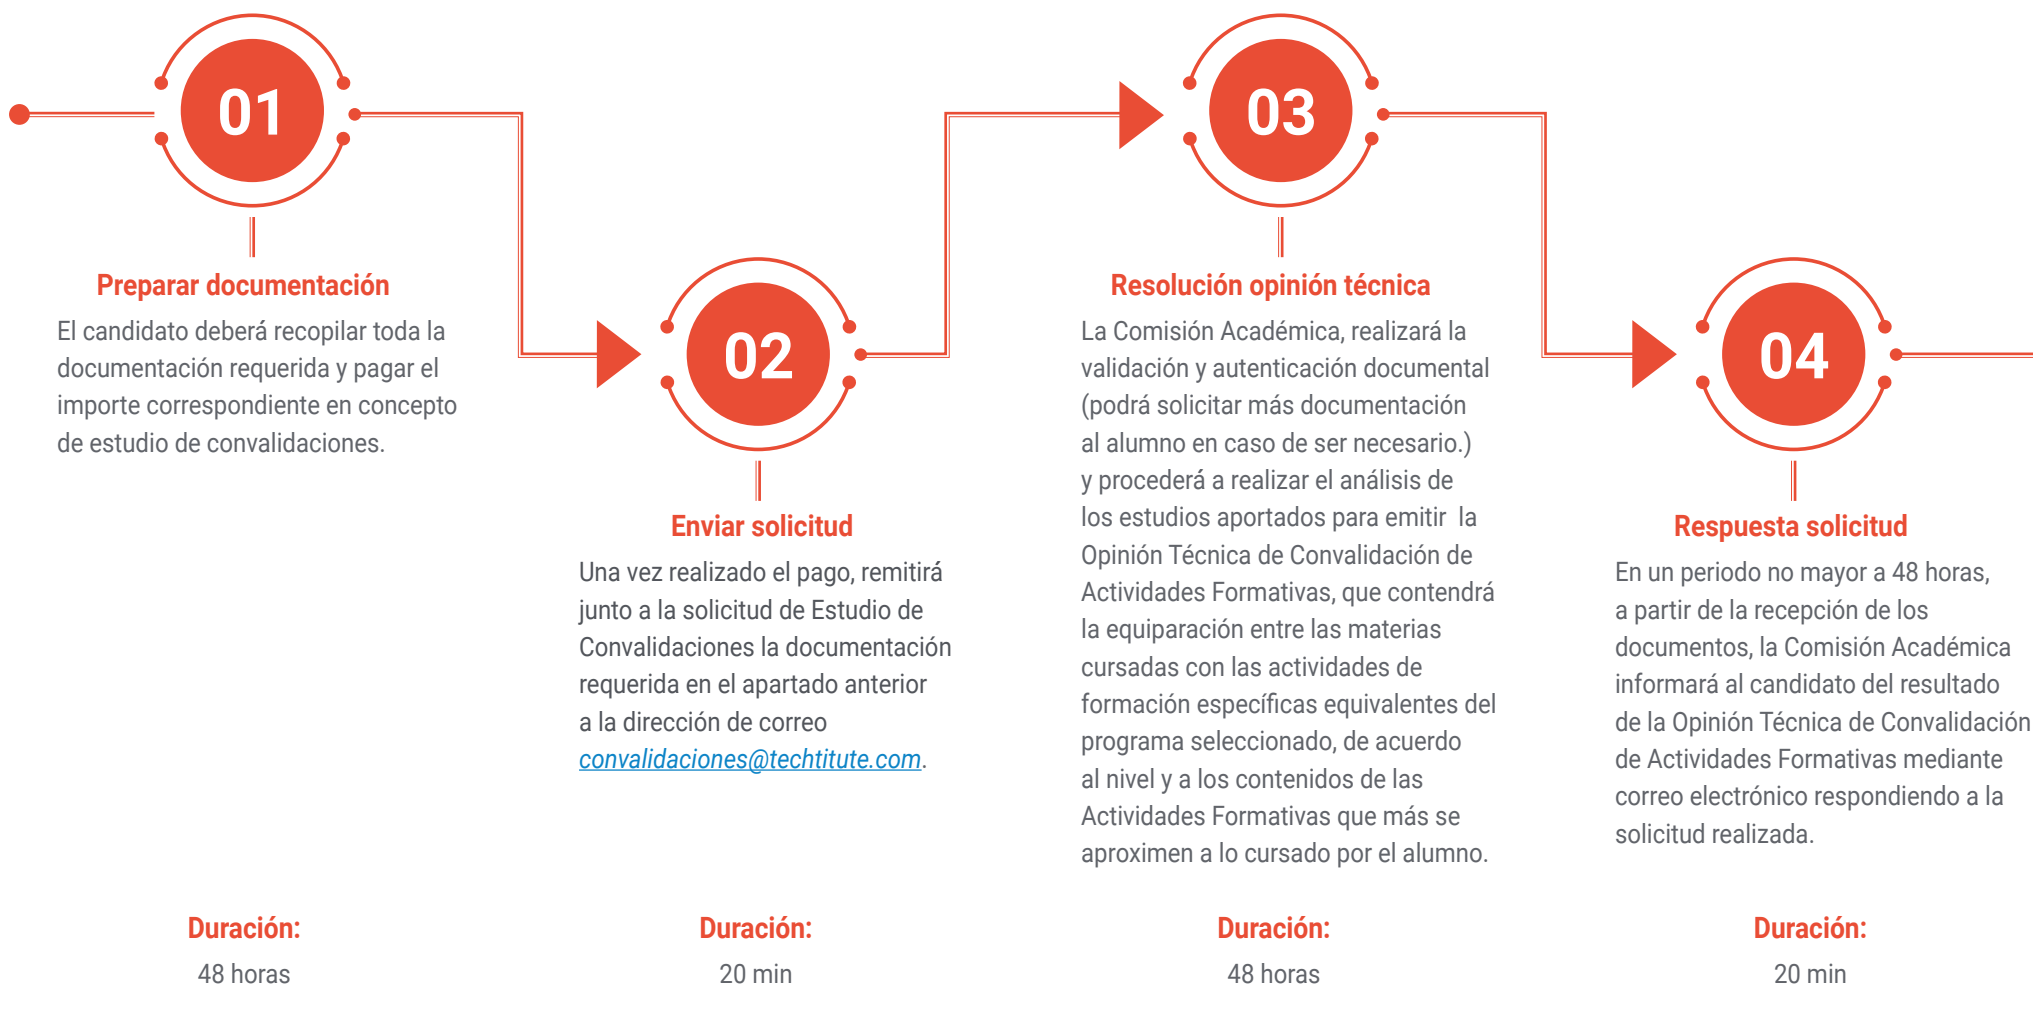 01
Preparar documentación
El candidato deberá recopilar toda la
documentación requerida y pagar el
importe correspondiente en concepto
de estudio de convalidaciones.
Duración:
48 horas
02
Enviar solicitud
Una vez realizado el pago, remitirá
junto a la solicitud de Estudio de
Convalidaciones la documentación
requerida en el apartado anterior
a la dirección de correo
convalidaciones@techtitute.com.
Duración:
20 min
03
Resolución opinión técnica
La Comisión Académica, realizará la
validación y autenticación documental
(podrá solicitar más documentación
al alumno en caso de ser necesario.)
y procederá a realizar el análisis de
los estudios aportados para emitir la
Opinión Técnica de Convalidación de
Actividades Formativas, que contendrá
la equiparación entre las materias
cursadas con las actividades de
formación específicas equivalentes del
programa seleccionado, de acuerdo
al nivel y a los contenidos de las
Actividades Formativas que más se
aproximen a lo cursado por el alumno.
Duración:
48 horas
04
Respuesta solicitud
En un periodo no mayor a 48 horas,
a partir de la recepción de los
documentos, la Comisión Académica
informará al candidato del resultado
de la Opinión Técnica de Convalidación
de Actividades Formativas mediante
correo electrónico respondiendo a la
solicitud realizada.
Duración:
20 min